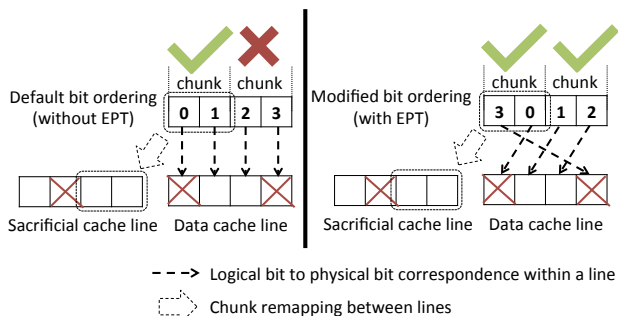 chunk chunk
Default bit ordering
(without EPT)
0 1 2 3
Sacrificial cache line Data cache line
chunk chunk
Modified bit ordering
(with EPT)
3 0 1 2
Sacrificial cache line Data cache line
Logical bit to physical bit correspondence within a line
Chunk remapping between lines